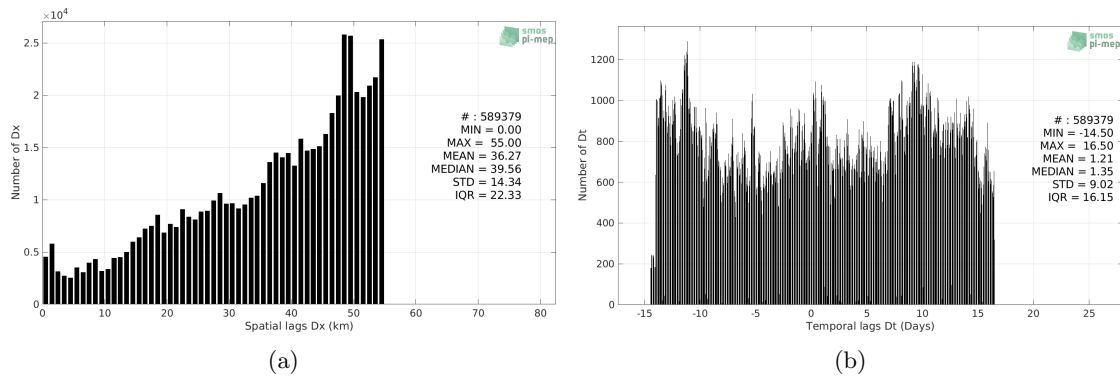 ×10⁴
2.5
2
1.5
1
0.5
0
0 10 20 30 40 50 60 70 80
Number of Dx
Spatial lags Dx (km)
smos
pi-mep
# : 589379
MIN = 0.00
MAX = 55.00
MEAN = 36.27
MEDIAN = 39.56
STD = 14.34
IQR = 22.33
(a)
1200
1000
800
600
400
200
0
-15 -10 -5 0 5 10 15 20 25
Number of Dt
Temporal lags Dt (Days)
smos
pi-mep
# : 589379
MIN = -14.50
MAX = 16.50
MEAN = 1.21
MEDIAN = 1.35
STD = 9.02
IQR = 16.15
(b)